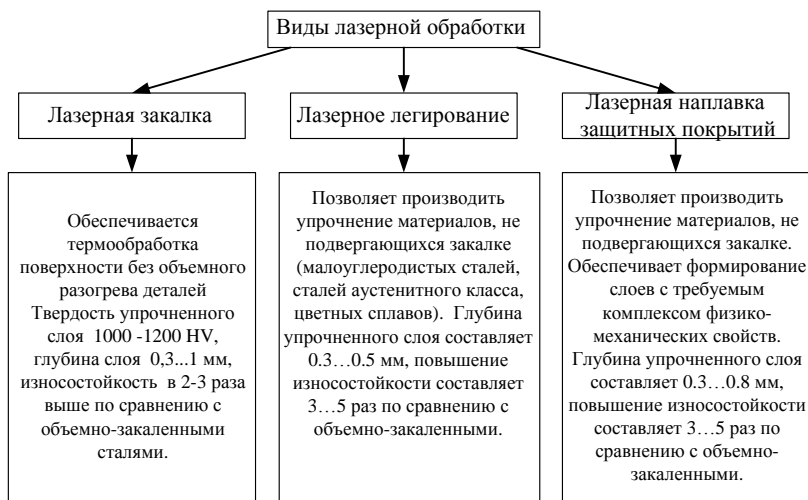 Виды лазерной обработки
Лазерная закалка
Лазерное легирование
Лазерная наплавка
защитных покрытий
Обеспечивается
термообработка
поверхности без объемного
разогрева деталей
Твердость упрочненного
слоя 1000 -1200 HV,
глубина слоя 0,3...1 мм,
износостойкость в 2-3 раза
выше по сравнению с
объемно-закаленными
сталями.
Позволяет производить
упрочнение материалов, не
подвергающихся закалке
(малоуглеродистых сталей,
сталей аустенитного класса,
цветных сплавов). Глубина
упрочненного слоя составляет
0.3…0.5 мм, повышение
износостойкости составляет
3…5 раз по сравнению с
объемно-закаленными.
Позволяет производить
упрочнение материалов, не
подвергающихся закалке.
Обеспечивает формирование
слоев с требуемым
комплексом физико-
механических свойств.
Глубина упрочненного слоя
составляет 0.3…0.8 мм,
повышение износостойкости
составляет 3…5 раз по
сравнению с объемно-
закаленными.